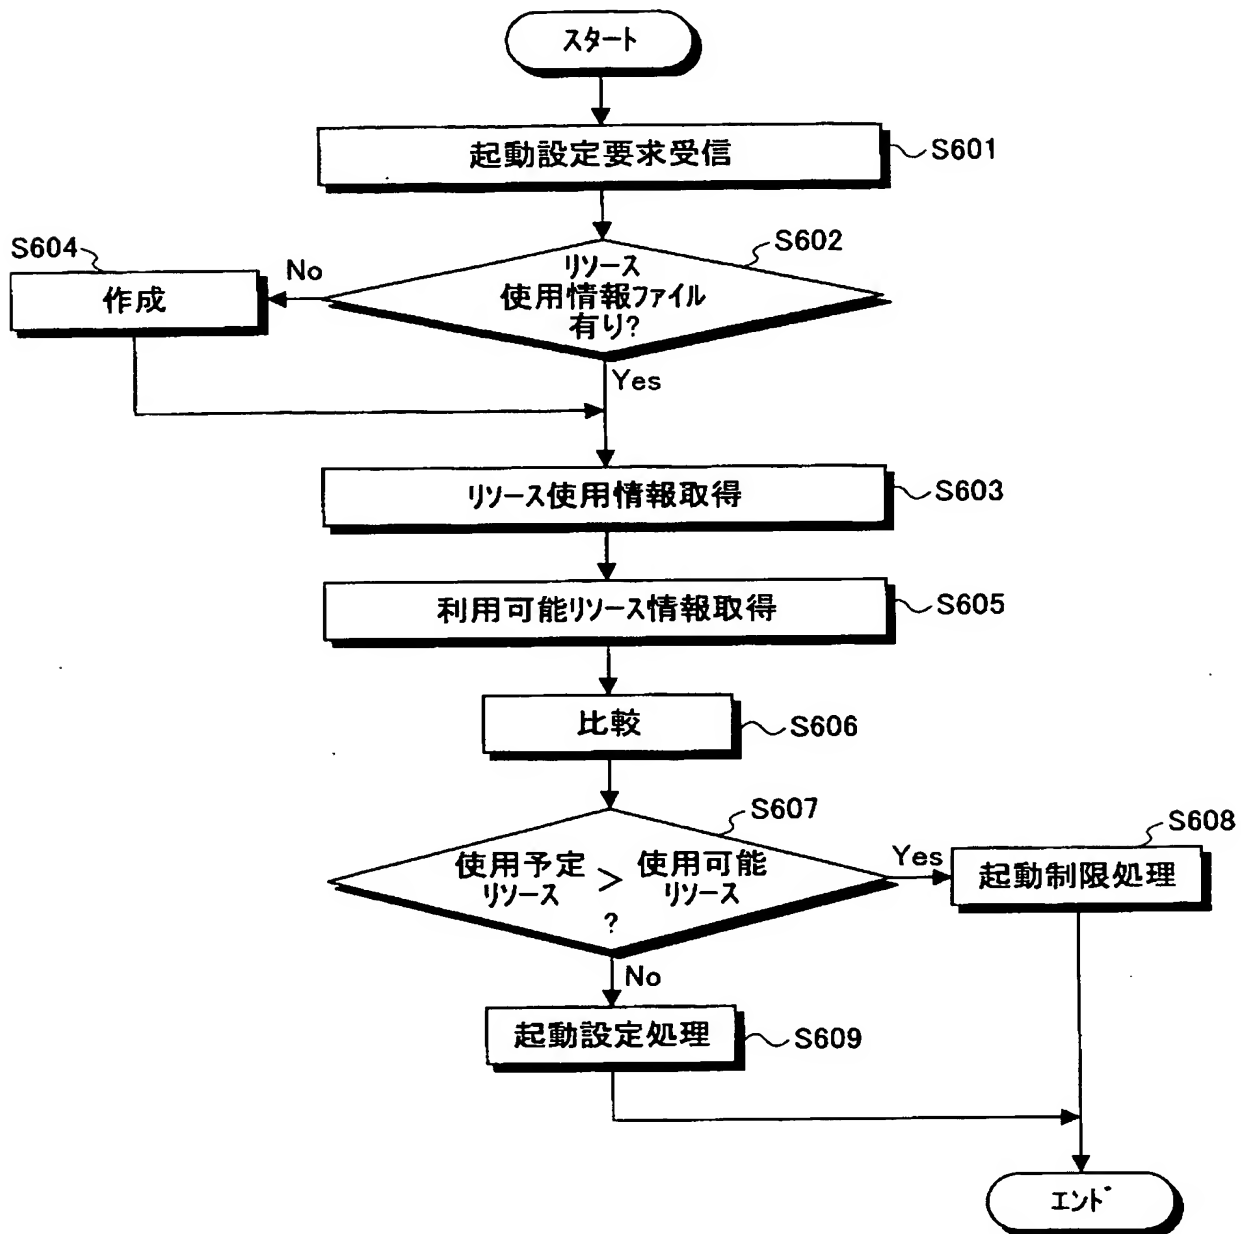 スタート
起動設定要求受信
S601
S602
リソース
使用情報ファイル
有り?
No
S604
作成
Yes
リソース使用情報取得
S603
利用可能リソース情報取得
S605
比較
S606
S607
使用予定
リソース
>
使用可能
リソース
?
Yes
S608
起動制限処理
No
起動設定処理
S609
エンド